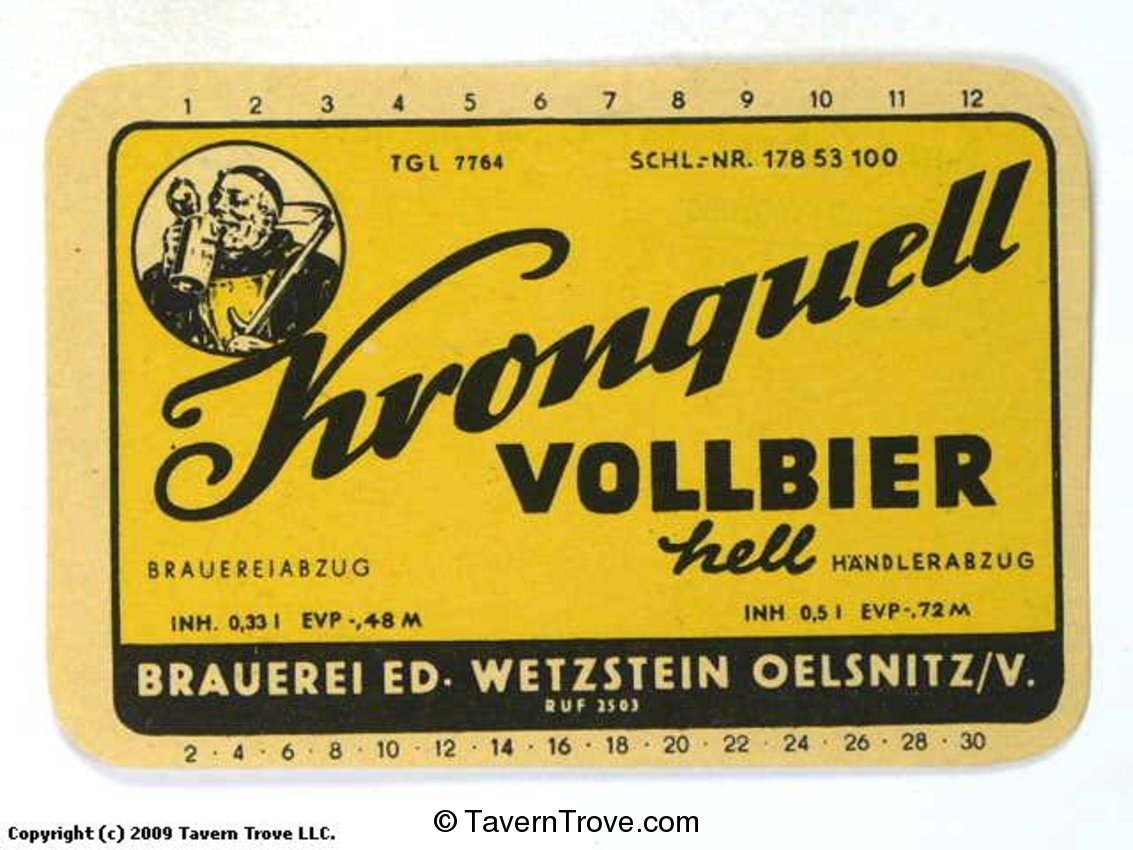 1 2 3 4 5 6 7 8 9 10 11 12
TGL 7764 SCHL.-NR. 178 53 100
Kronquell
VOLLBIER
hell
BRAUEREIABZUG HÄNDLERABZUG
INH. 0,33 l EVP -,48 M INH. 0,5 l EVP -,72 M
BRAUEREI ED. WETZSTEIN OELSNITZ/V.
RUF 2503
2 · 4 · 6 · 8 · 10 · 12 · 14 · 16 · 18 · 20 · 22 · 24 · 26 · 28 · 30
© TavernTrove.com
Copyright (c) 2009 Tavern Trove LLC.